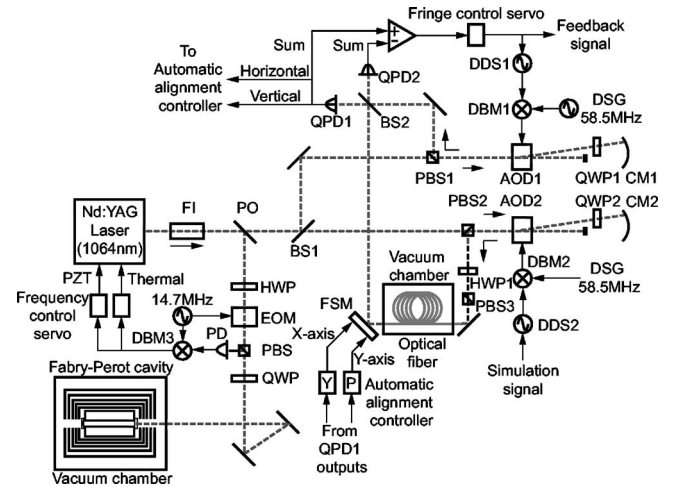 Fringe control servo
Feedback
signal
Sum
+
-
Sum
To
Automatic
alignment
controller
Horizontal
Vertical
QPD1
QPD2
BS2
DDS1
DBM1
DSG
58.5MHz
PBS1
AOD1
QWP1 CM1
Nd:YAG
Laser
(1064nm)
FI
PO
BS1
PBS2
AOD2
QWP2 CM2
PZT
Thermal
Frequency
control
servo
14.7MHz
HWP
EOM
DBM3
PD
PBS
QWP
Vacuum
chamber
HWP1
PBS3
Optical
fiber
DBM2
DSG
58.5MHz
DDS2
Simulation
signal
FSM
X-axis
Y-axis
Y
P
Automatic
alignment
controller
From
QPD1
outputs
Fabry-Perot cavity
Vacuum chamber